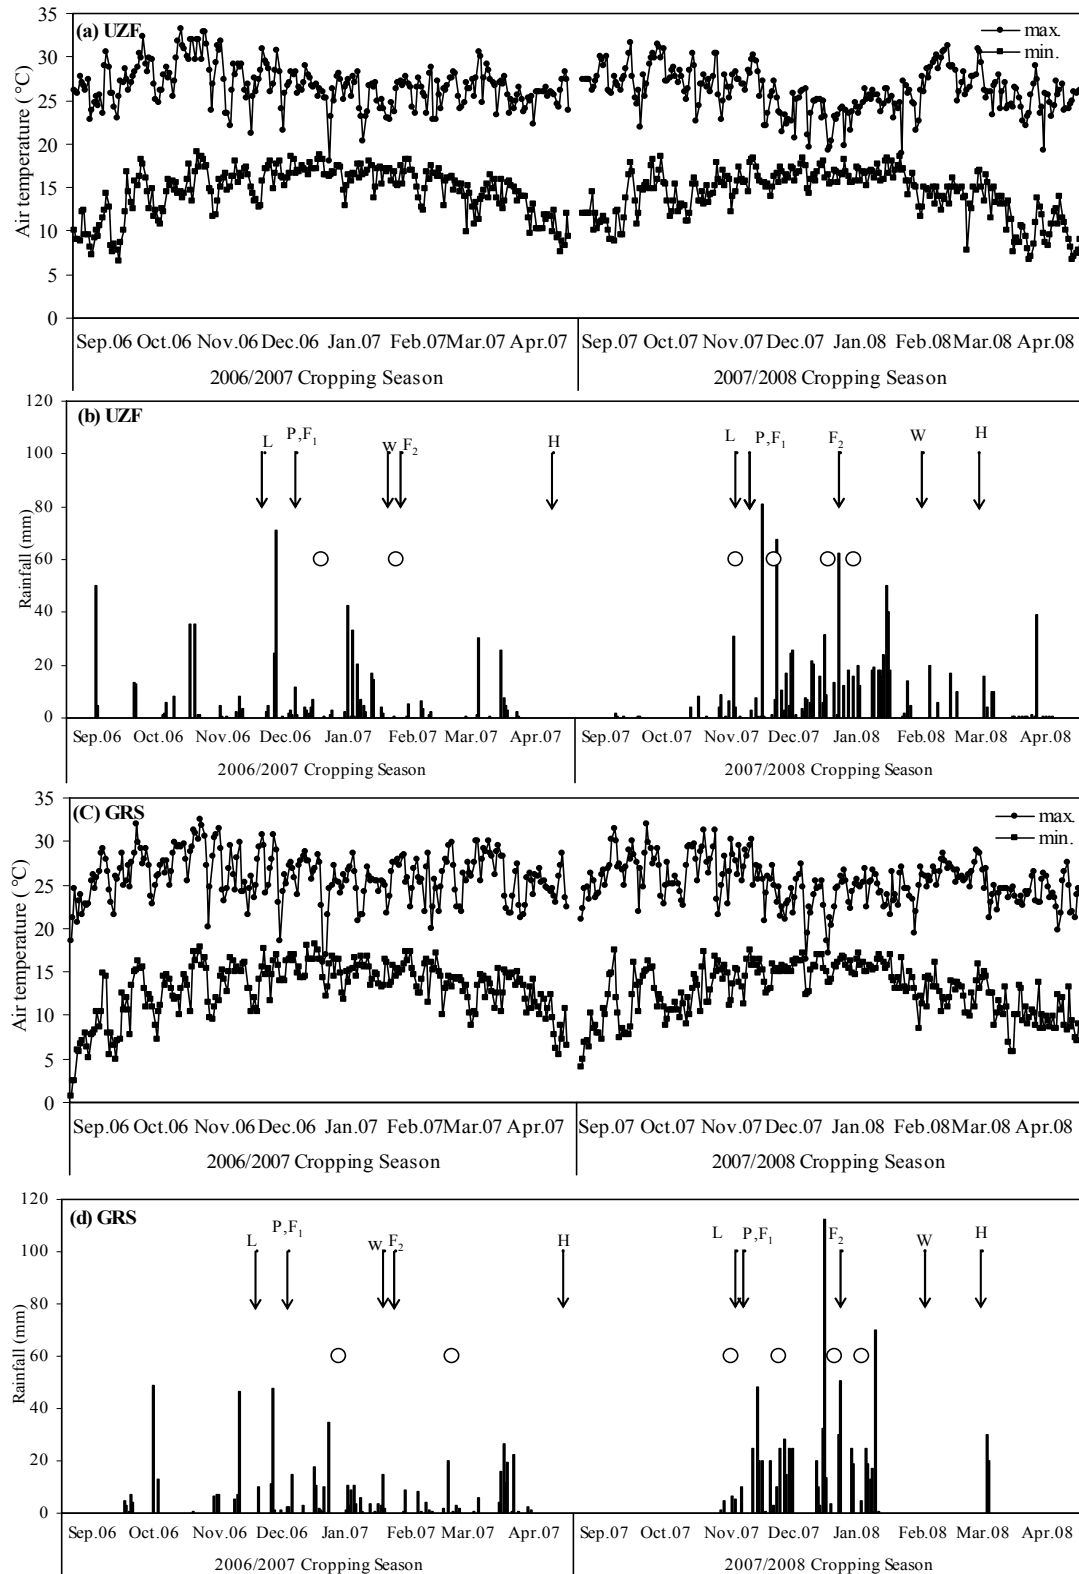 (a) UZF
max.
min.
35
30
25
20
15
10
5
0
Air temperature ( °C)
Sep.06 Oct.06 Nov.06 Dec.06 Jan.07 Feb.07 Mar.07 Apr.07 Sep.07 Oct.07 Nov.07 Dec.07 Jan.08 Feb.08 Mar.08 Apr.08
2006/2007 Cropping Season 2007/2008 Cropping Season
(b) UZF
120
100
80
60
40
20
0
Rainfall (mm)
L P,F1 W F2 H L P,F1 F2 W H
Sep.06 Oct.06 Nov.06 Dec.06 Jan.07 Feb.07 Mar.07 Apr.07 Sep.07 Oct.07 Nov.07 Dec.07 Jan.08 Feb.08 Mar.08 Apr.08
2006/2007 Cropping Season 2007/2008 Cropping Season
(C) GRS
max.
min.
35
30
25
20
15
10
5
0
Air temperature (°C)
Sep.06 Oct.06 Nov.06 Dec.06 Jan.07 Feb.07 Mar.07 Apr.07 Sep.07 Oct.07 Nov.07 Dec.07 Jan.08 Feb.08 Mar.08 Apr.08
2006/2007 Cropping Season 2007/2008 Cropping Season
(d) GRS
120
100
80
60
40
20
0
Rainfall (mm)
L P,F1 w F2 H L P,F1 F2 W H
Sep.06 Oct.06 Nov.06 Dec.06 Jan.07 Feb.07 Mar.07 Apr.07 Sep.07 Oct.07 Nov.07 Dec.07 Jan.08 Feb.08 Mar.08 Apr.08
2006/2007 Cropping Season 2007/2008 Cropping Season